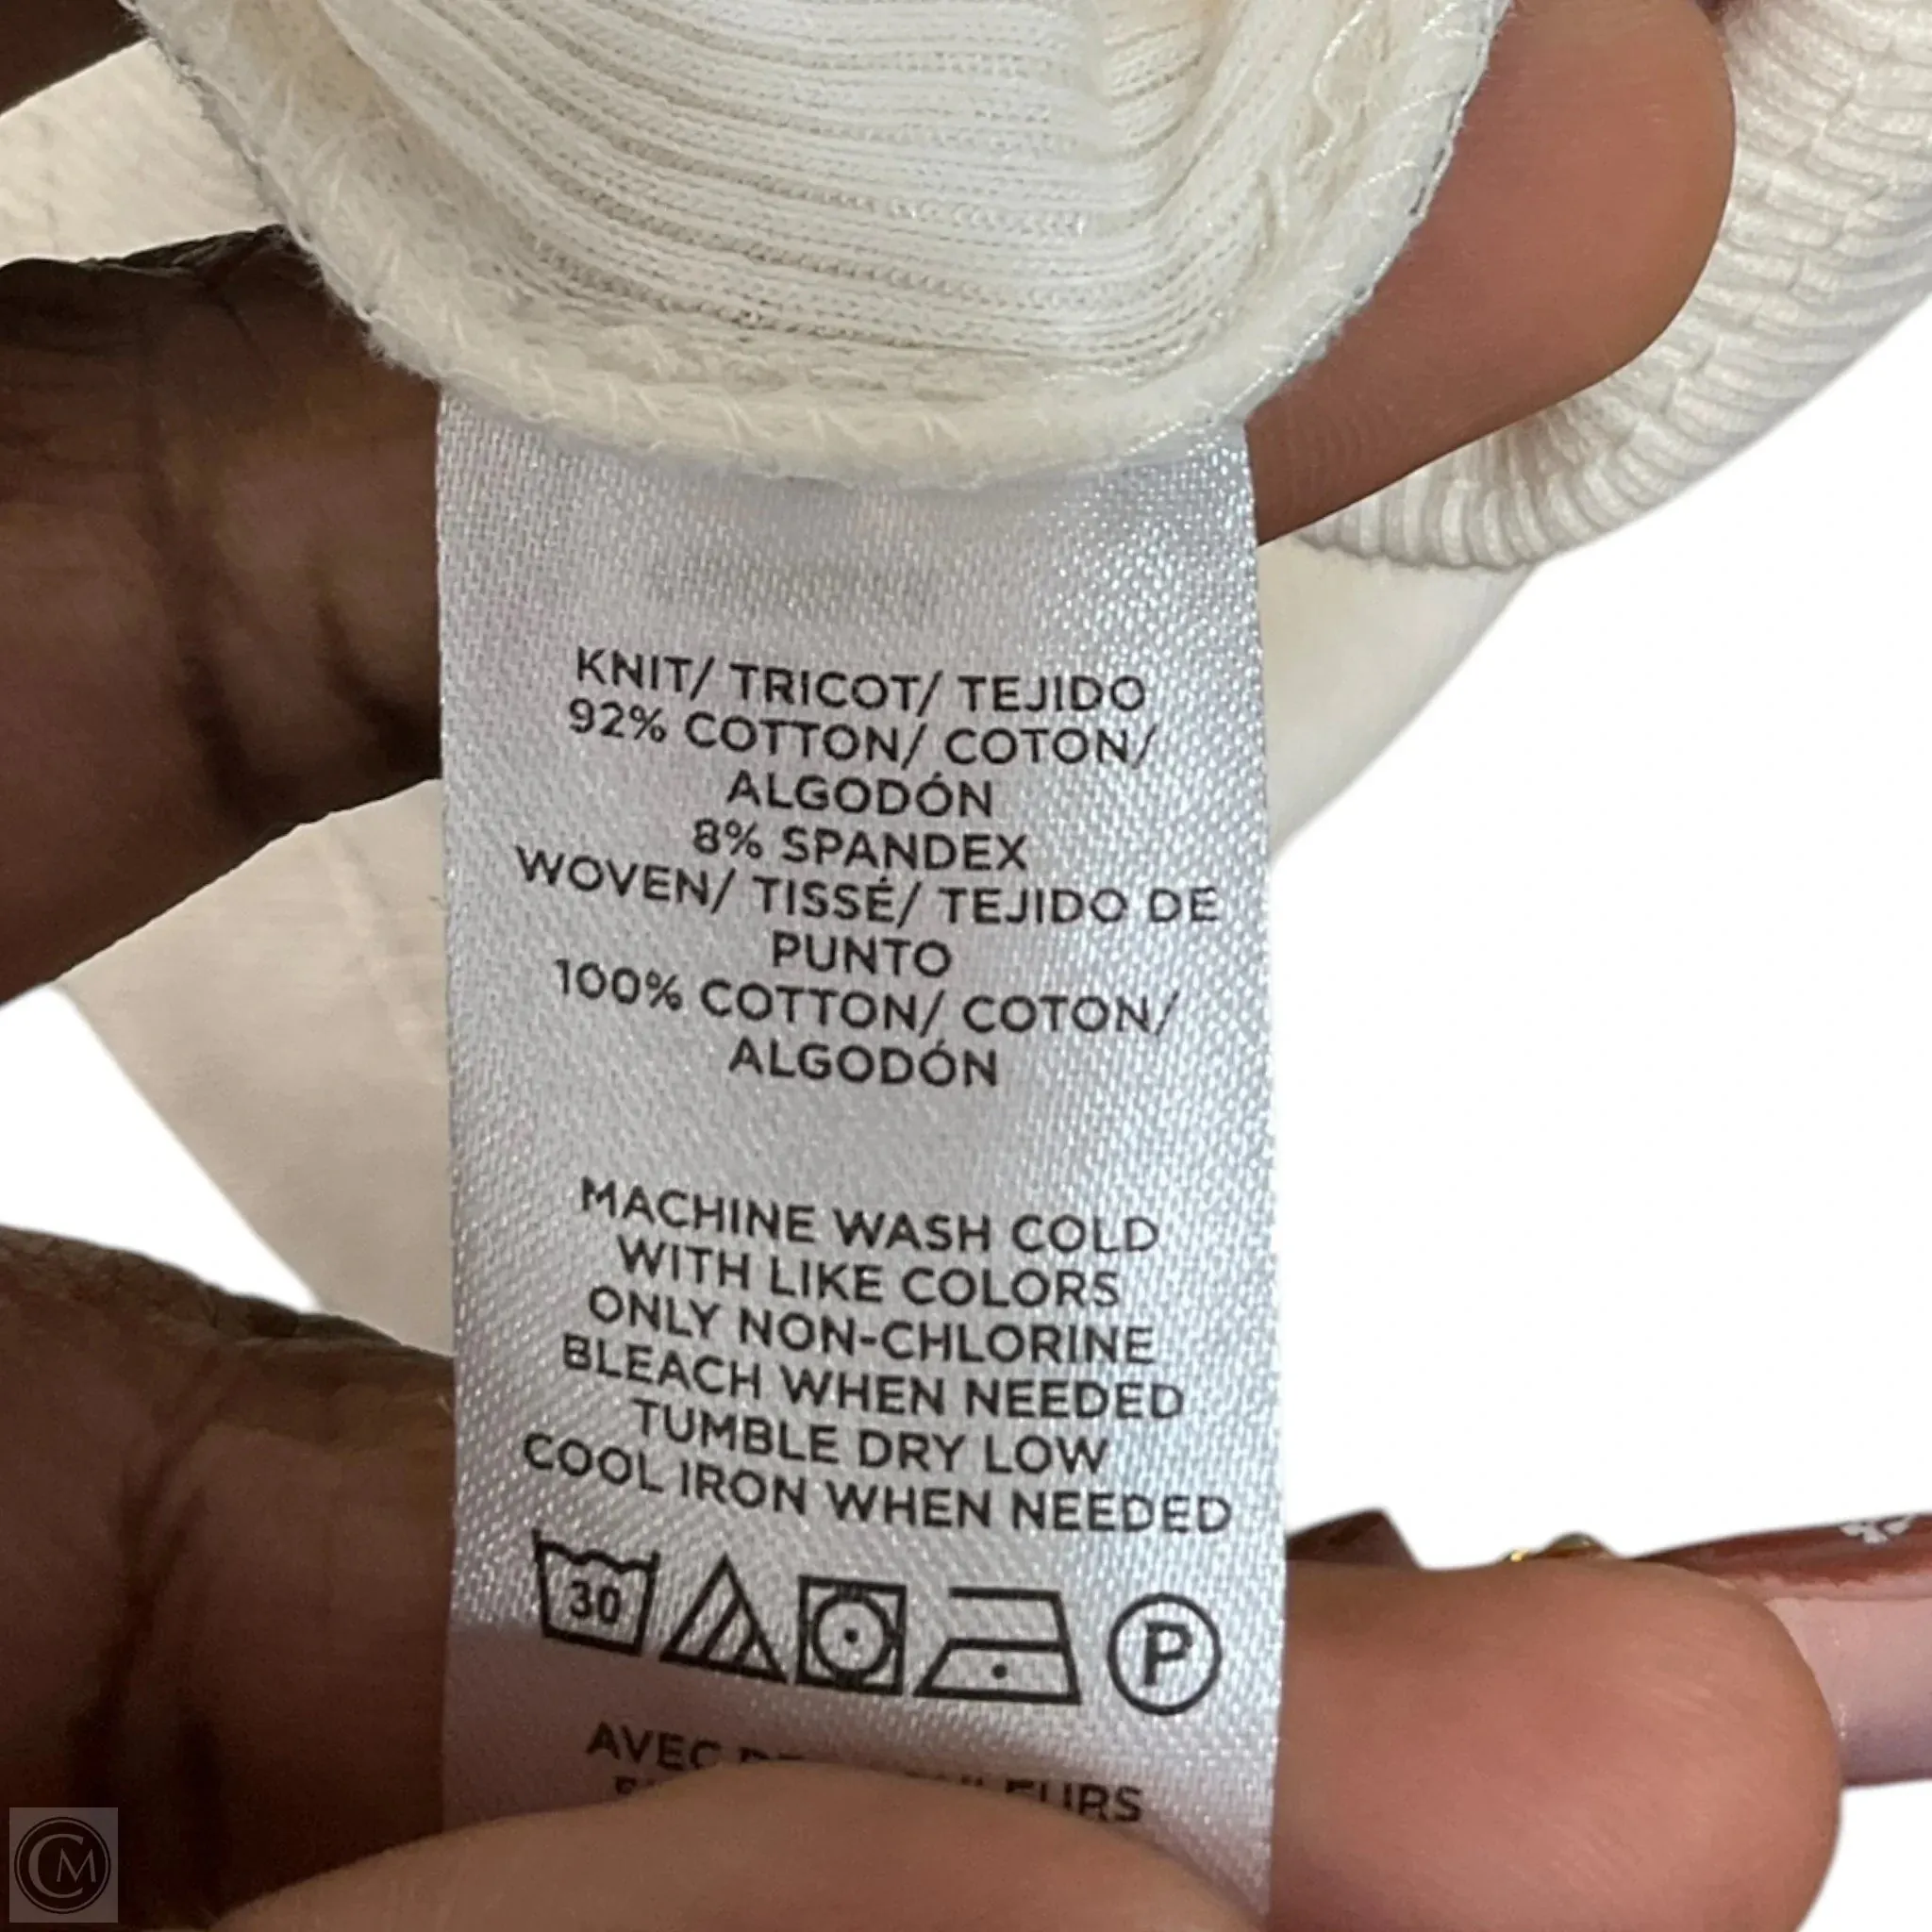 KNIT/ TRICOT/ TEJIDO
92% COTTON/ COTON/
ALGODÓN
8% SPANDEX
WOVEN/ TISSÉ/ TEJIDO DE
PUNTO
100% COTTON/ COTON/
ALGODÓN
MACHINE WASH COLD
WITH LIKE COLORS
ONLY NON-CHLORINE
BLEACH WHEN NEEDED
TUMBLE DRY LOW
COOL IRON WHEN NEEDED
30 P
AVEC
CM